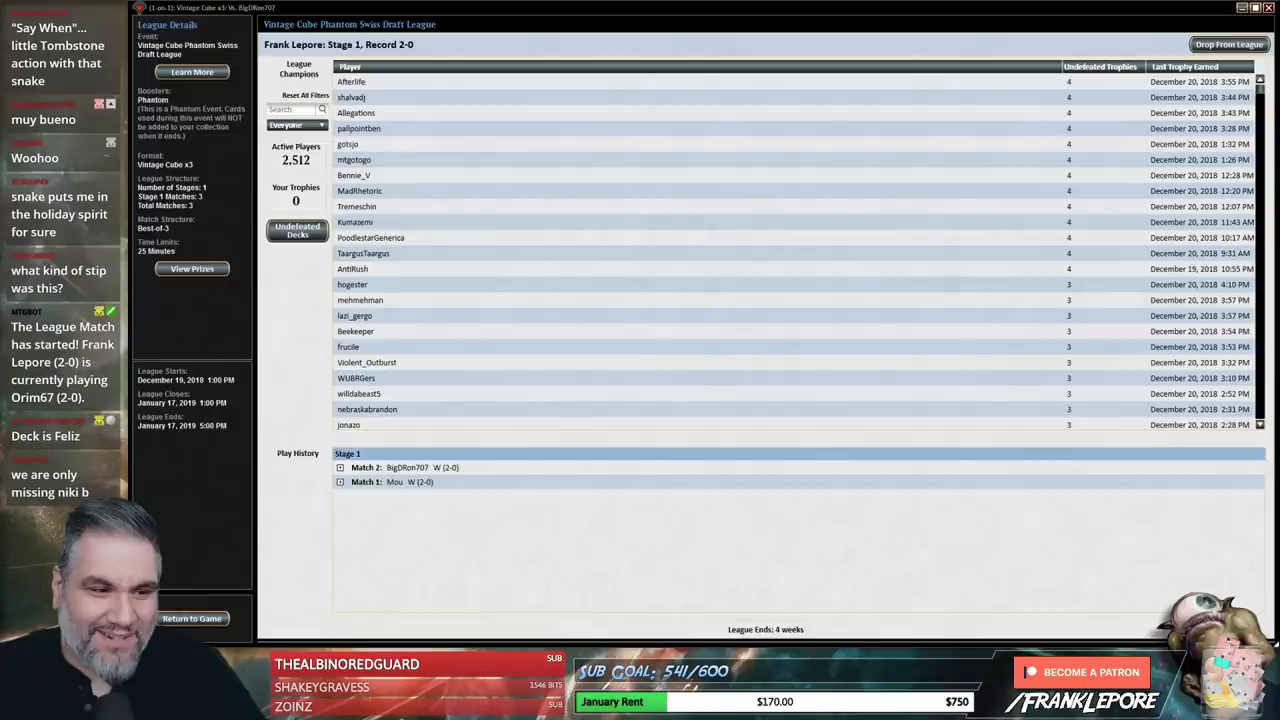 (1-on-1): Vintage Cube x3: Vs. BigDRon707
"Say When"...
little Tombstone
action with that
snake
muy bueno
Woohoo
snake puts me in
the holiday spirit
for sure
what kind of stip
was this?
MTGBOT
The League Match
has started! Frank
Lepore (2-0) is
currently playing
Orim67 (2-0).
Deck is Feliz
we are only
missing niki b
League Details
Event:
Vintage Cube Phantom Swiss
Draft League
Learn More
Boosters:
Phantom
(This is a Phantom Event. Cards
used during this event will NOT
be added to your collection
when it ends.)
Format:
Vintage Cube x3
League Structure:
Number of Stages: 1
Stage 1 Matches: 3
Total Matches: 3
Match Structure:
Best-of-3
Time Limits:
25 Minutes
View Prizes
League Starts:
December 19, 2018 1:00 PM
League Closes:
January 17, 2019 1:00 PM
League Ends:
January 17, 2019 5:00 PM
Return to Game
Vintage Cube Phantom Swiss Draft League
Frank Lepore: Stage 1, Record 2-0
Drop From League
League
Champions
Reset All Filters
Search
Everyone
Active Players
2,512
Your Trophies
0
Undefeated
Decks
Player Undefeated Trophies Last Trophy Earned
Afterlife 4 December 20, 2018 3:55 PM
shalvadj 4 December 20, 2018 3:44 PM
Allegations 4 December 20, 2018 3:43 PM
pallpointben 4 December 20, 2018 3:28 PM
gotsjo 4 December 20, 2018 1:32 PM
mtgotogo 4 December 20, 2018 1:26 PM
Bennie_V 4 December 20, 2018 12:28 PM
MadRhetoric 4 December 20, 2018 12:20 PM
Tremeschin 4 December 20, 2018 12:07 PM
Kumazemi 4 December 20, 2018 11:43 AM
PoodlestarGenerica 4 December 20, 2018 10:17 AM
TaargusTaargus 4 December 20, 2018 9:31 AM
AntiRush 4 December 19, 2018 10:55 PM
hogester 3 December 20, 2018 4:10 PM
mehmehman 3 December 20, 2018 3:57 PM
lazi_gergo 3 December 20, 2018 3:57 PM
Beekeeper 3 December 20, 2018 3:54 PM
frucile 3 December 20, 2018 3:53 PM
Violent_Outburst 3 December 20, 2018 3:32 PM
WUBRGers 3 December 20, 2018 3:10 PM
willdabeast5 3 December 20, 2018 2:52 PM
nebraskabrandon 3 December 20, 2018 2:31 PM
jonazo 3 December 20, 2018 2:28 PM
Play History
Stage 1
Match 2: BigDRon707 W (2-0)
Match 1: Mou W (2-0)
League Ends: 4 weeks
THEALBINOREDGUARD SUB
SHAKEYGRAVESS 1546 BITS
ZOINZ SUB
SUB GOAL: 541/600
January Rent $170.00 $750
BECOME A PATRON
/FRANKLEPORE